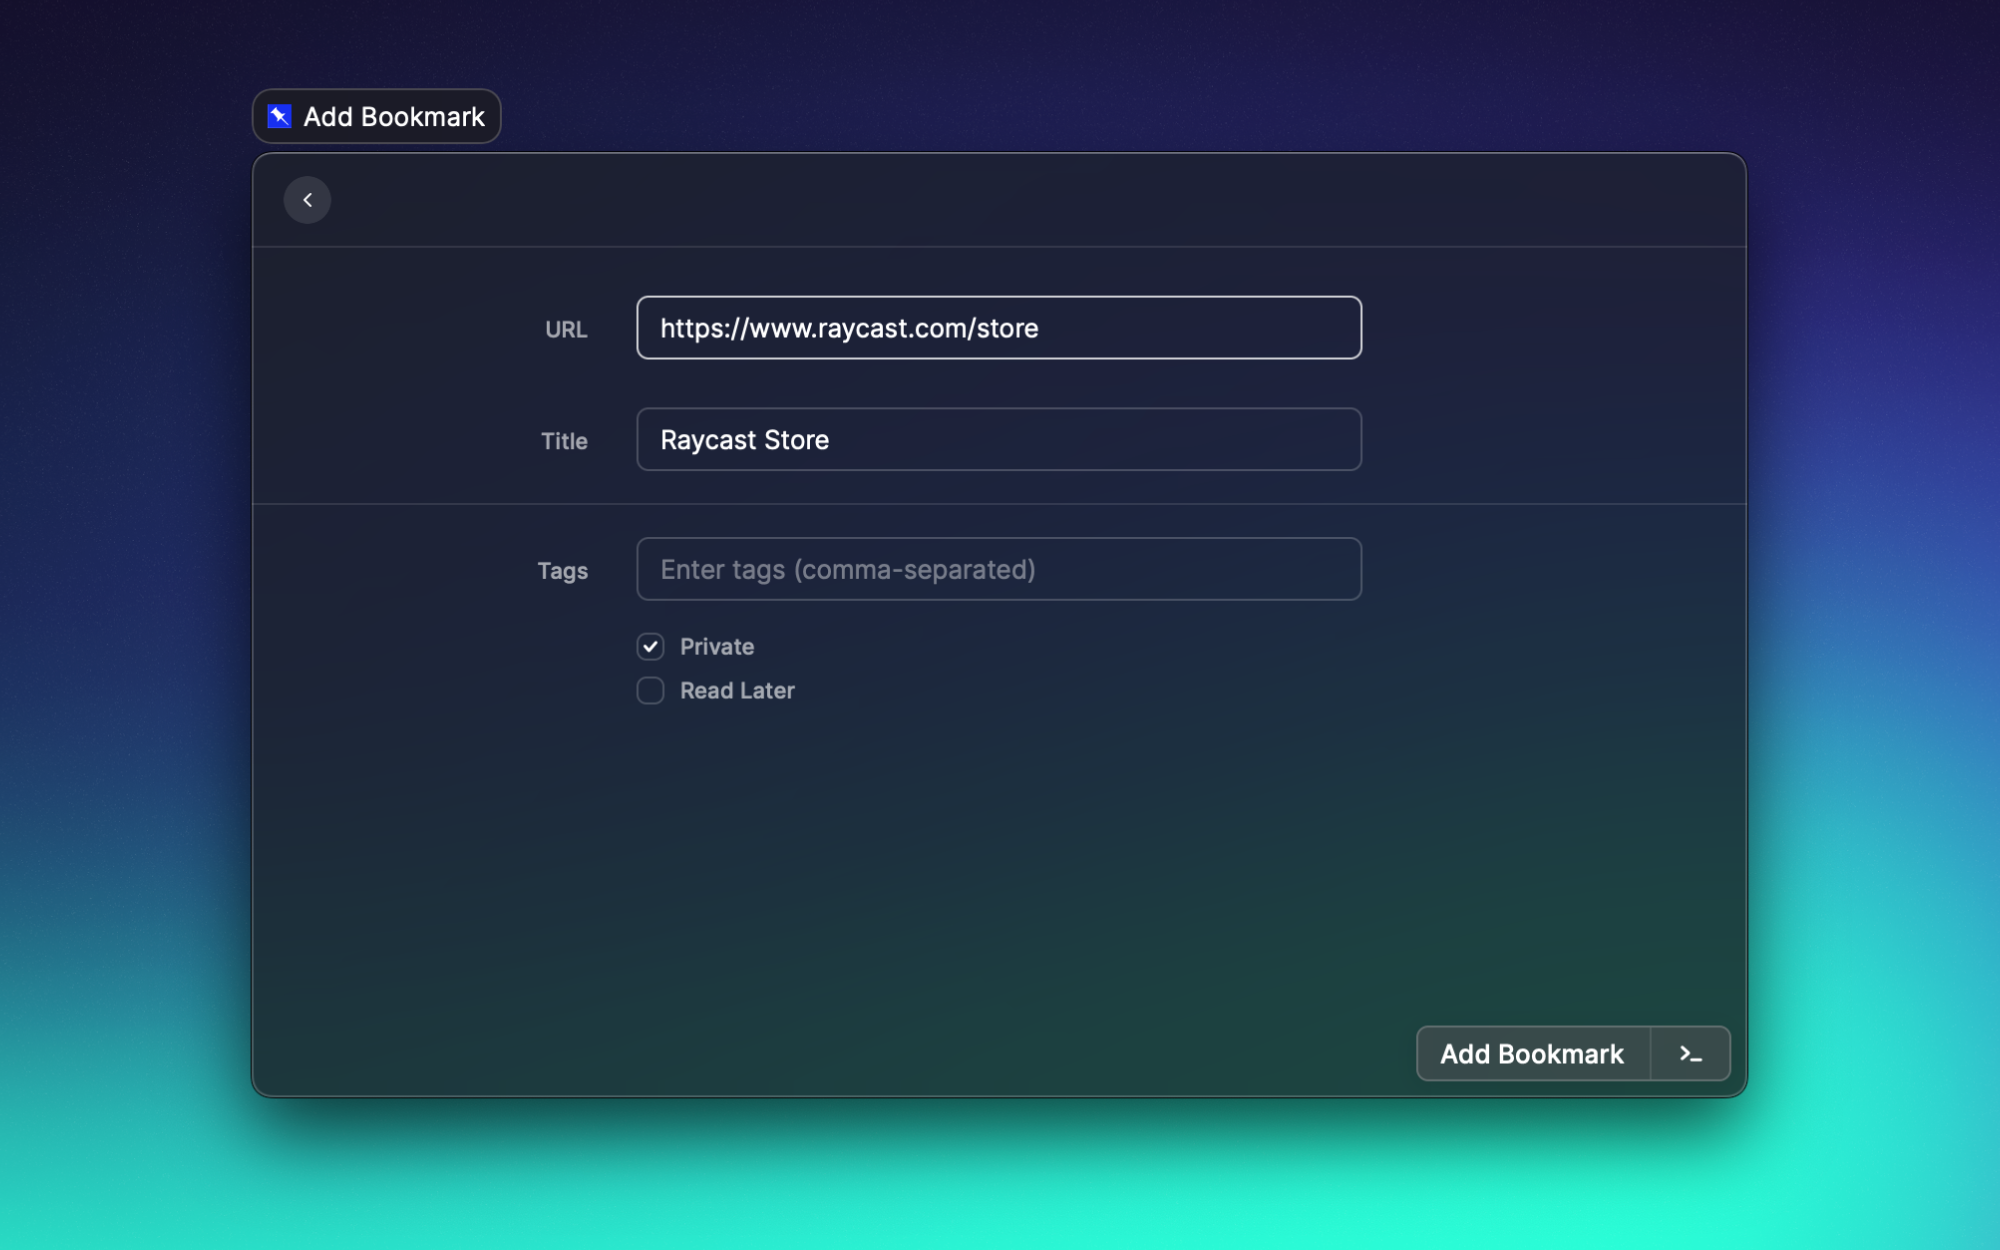 Add Bookmark
URL
https://www.raycast.com/store
Title
Raycast Store
Tags
Enter tags (comma-separated)
Private
Read Later
Add Bookmark
>_